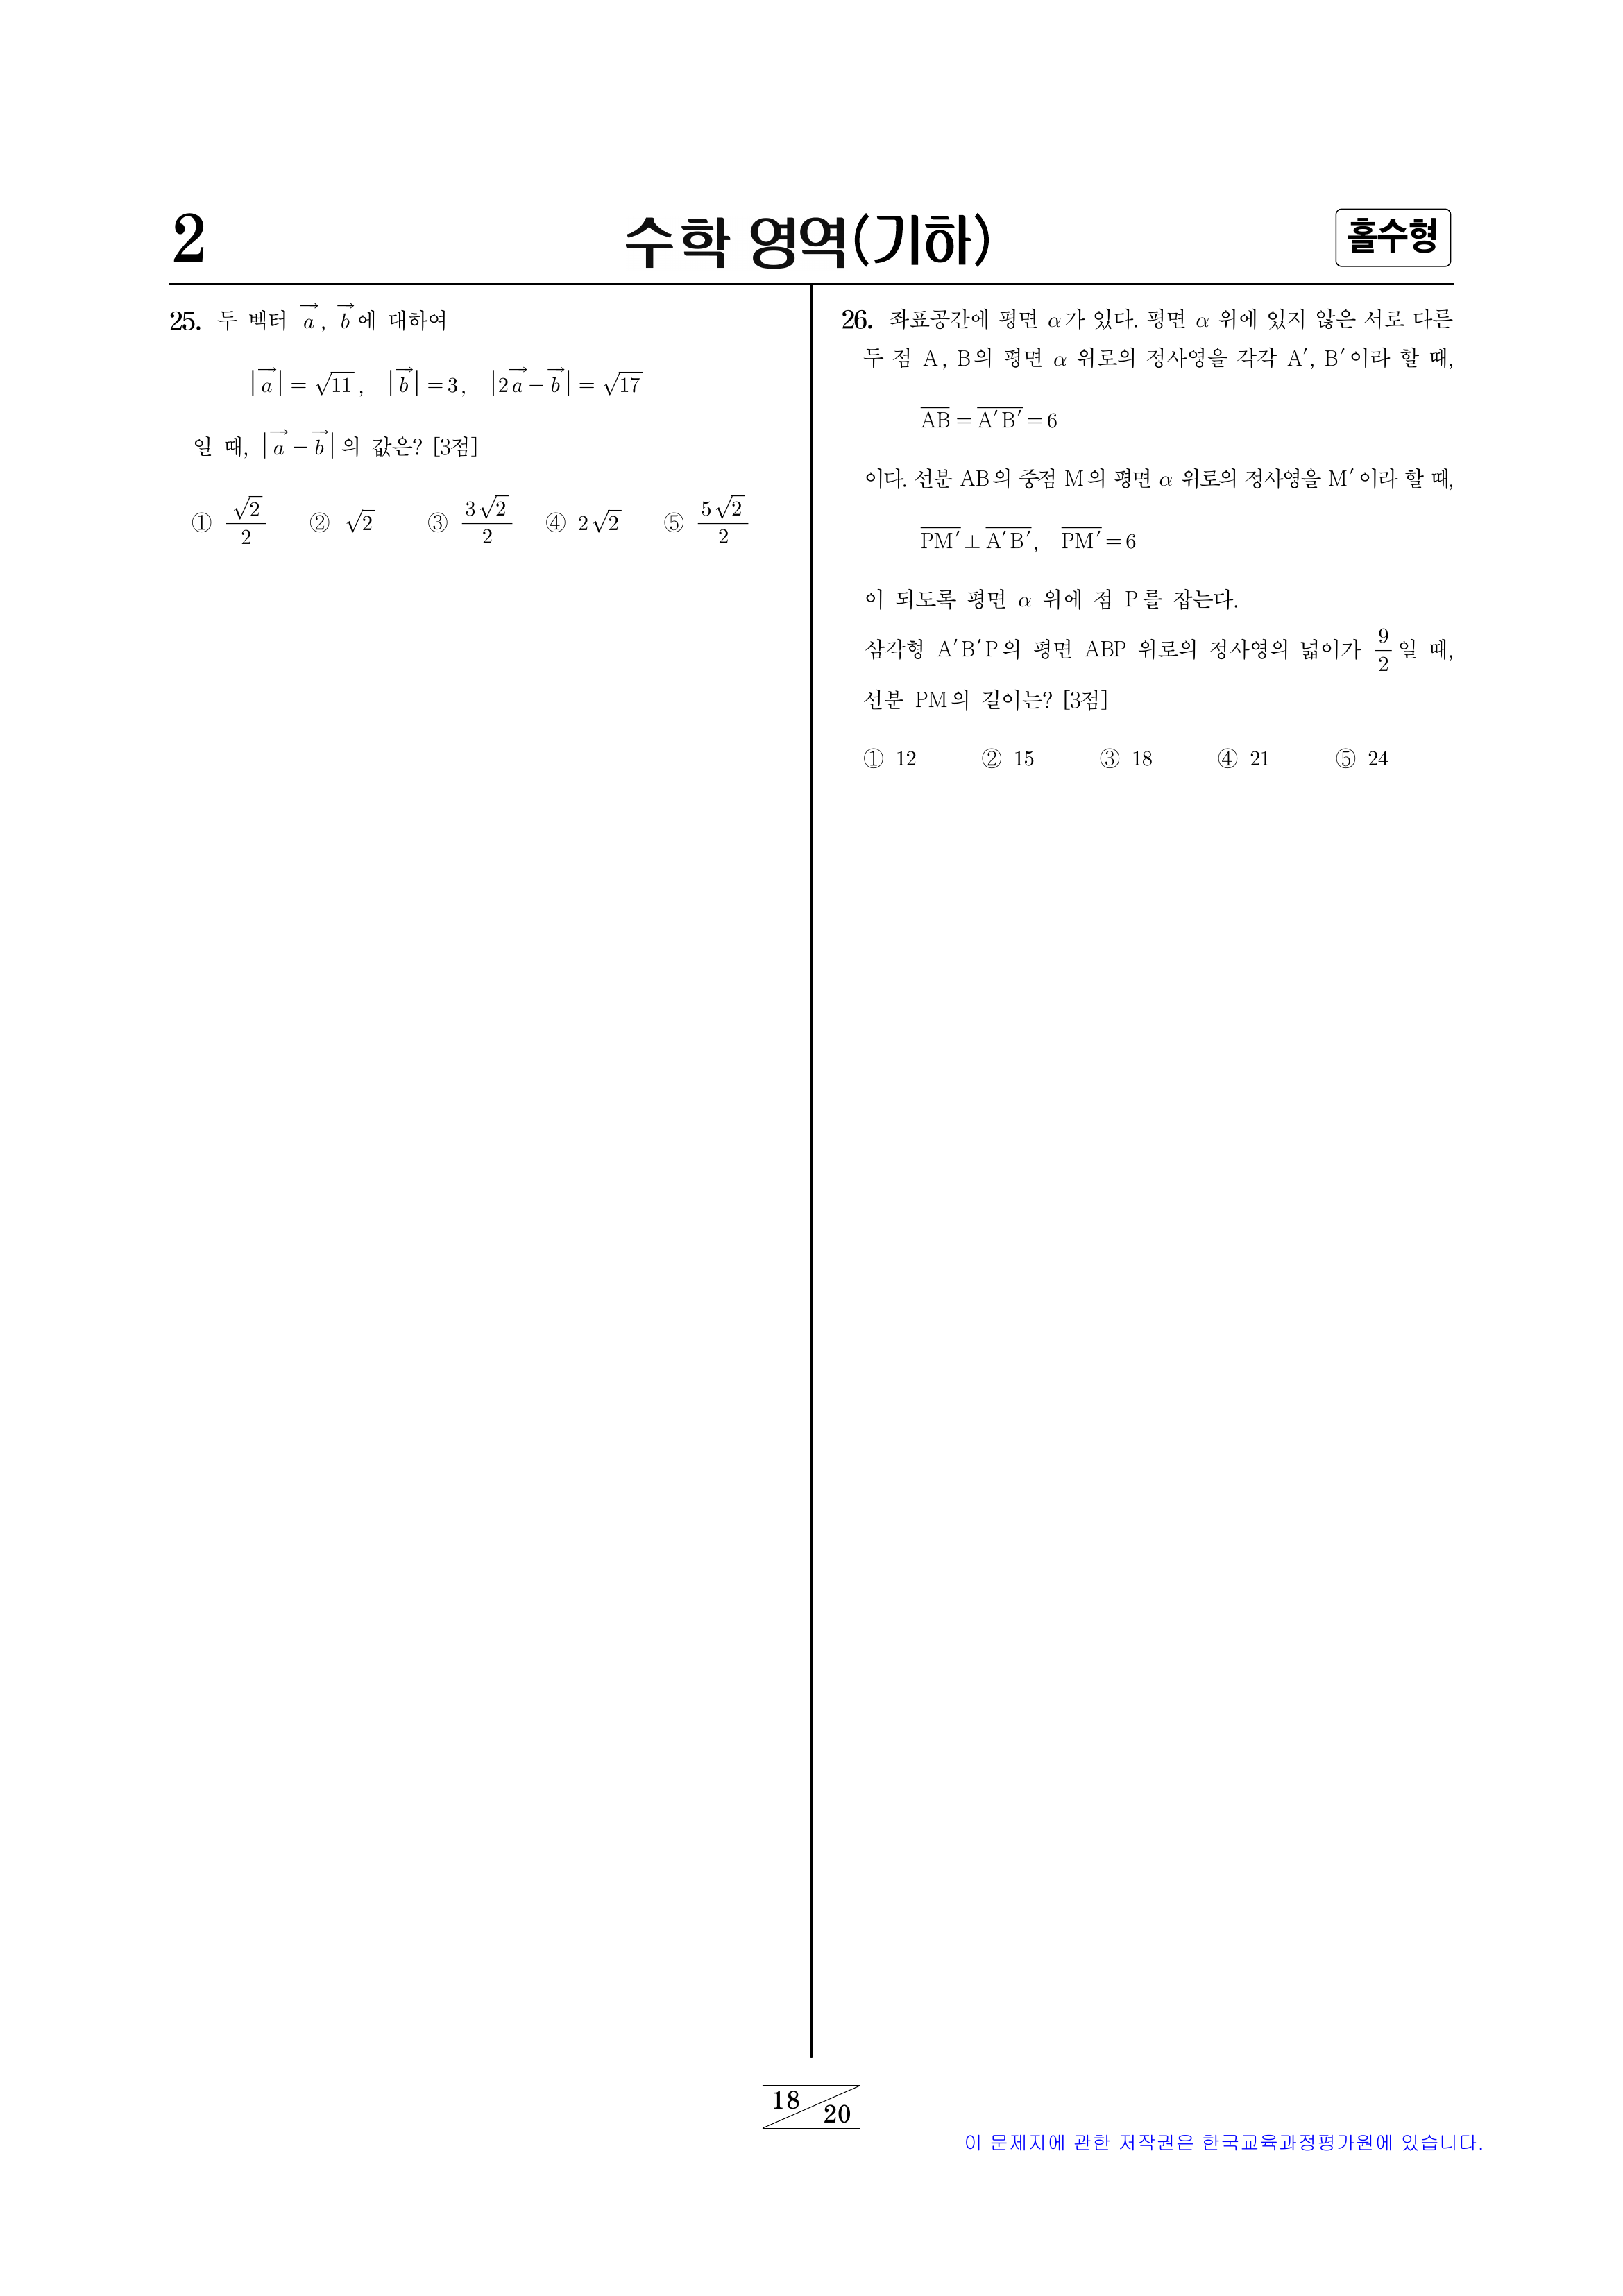 2
수학 영역(기하)
홀수형
25. 두 벡터 $\vec{a}$, $\vec{b}$에 대하여
$|\vec{a}| = \sqrt{11}$, $|\vec{b}| = 3$, $|2\vec{a} - \vec{b}| = \sqrt{17}$
일 때, $|\vec{a} - \vec{b}|$의 값은? [3점]
① $\frac{\sqrt{2}}{2}$ ② $\sqrt{2}$ ③ $\frac{3\sqrt{2}}{2}$ ④ $2\sqrt{2}$ ⑤ $\frac{5\sqrt{2}}{2}$
26. 좌표공간에 평면 α가 있다. 평면 α 위에 있지 않은 서로 다른
두 점 A, B의 평면 α 위로의 정사영을 각각 A′, B′이라 할 때,
$\overline{AB} = \overline{A'B'} = 6$
이다. 선분 AB의 중점 M의 평면 α 위로의 정사영을 M′이라 할 때,
$\overline{PM'} \perp \overline{A'B'}$, $\overline{PM'} = 6$
이 되도록 평면 α 위에 점 P를 잡는다.
삼각형 A′B′P의 평면 ABP 위로의 정사영의 넓이가 $\frac{9}{2}$일 때,
선분 PM의 길이는? [3점]
① 12 ② 15 ③ 18 ④ 21 ⑤ 24
18
20
이 문제지에 관한 저작권은 한국교육과정평가원에 있습니다.